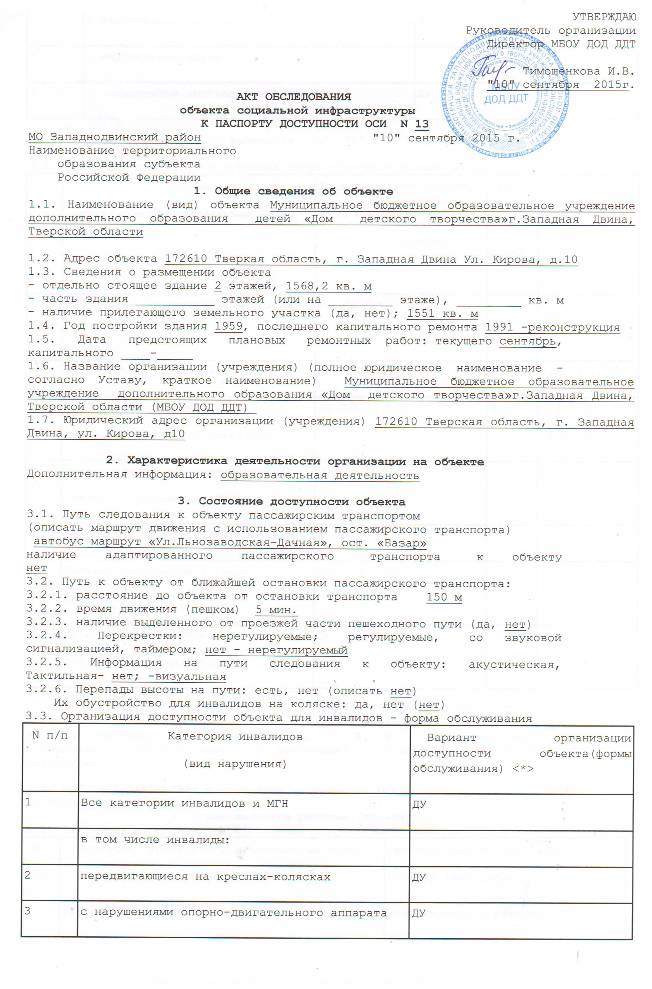 УТВЕРЖДАЮ
Руководитель организации
Директор МБОУ ДОД ДДТ
Тимощенкова И.В.
"10" сентября 2015г.
ДОД ДДТ
АКТ ОБСЛЕДОВАНИЯ
объекта социальной инфраструктуры
К ПАСПОРТУ ДОСТУПНОСТИ ОСИ N 13
МО Западнодвинский район "10" сентября 2015 г.
Наименование территориального
образования субъекта
Российской Федерации
1. Общие сведения об объекте
1.1. Наименование (вид) объекта Муниципальное бюджетное образовательное учреждение
дополнительного образования детей «Дом детского творчества»г.Западная Двина,
Тверской области
1.2. Адрес объекта 172610 Тверкая область, г. Западная Двина Ул. Кирова, д.10
1.3. Сведения о размещении объекта
- отдельно стоящее здание 2 этажей, 1568,2 кв. м
- часть здания ____________ этажей (или на __________ этаже), __________ кв. м
- наличие прилегающего земельного участка (да, нет); 1551 кв. м
1.4. Год постройки здания 1959, последнего капитального ремонта 1991 -реконструкция
1.5. Дата предстоящих плановых ремонтных работ: текущего сентябрь,
капитального ____-_____
1.6. Название организации (учреждения) (полное юридическое наименование -
согласно Уставу, краткое наименование) Муниципальное бюджетное образовательное
учреждение дополнительного образования «Дом детского творчества»г.Западная Двина,
Тверской области (МБОУ ДОД ДДТ)
1.7. Юридический адрес организации (учреждения) 172610 Тверская область, г. Западная
Двина, ул. Кирова, д10
2. Характеристика деятельности организации на объекте
Дополнительная информация: образовательная деятельность
3. Состояние доступности объекта
3.1. Путь следования к объекту пассажирским транспортом
(описать маршрут движения с использованием пассажирского транспорта)
автобус маршрут «Ул.Льнозаводская-Дачная», ост. «Вазар»
наличие адаптированного пассажирского транспорта к объекту
нет
3.2. Путь к объекту от ближайшей остановки пассажирского транспорта:
3.2.1. расстояние до объекта от остановки транспорта 150 м
3.2.2. время движения (пешком) 5 мин.
3.2.3. наличие выделенного от проезжей части пешеходного пути (да, нет)
3.2.4. Перекрестки: нерегулируемые; регулируемые, со звуковой
сигнализацией, таймером; нет - нерегулируемый
3.2.5. Информация на пути следования к объекту: акустическая,
Тактильная- нет; -визуальная
3.2.6. Перепады высоты на пути: есть, нет (описать нет)
Их обустройство для инвалидов на коляске: да, нет (нет)
3.3. Организация доступности объекта для инвалидов - форма обслуживания
N п/п Категория инвалидов Вариант организации
доступности объекта(формы
(вид нарушения) обслуживания) <*>
1 Все категории инвалидов и МГН ДУ
в том числе инвалиды:
2 передвигающиеся на креслах-колясках ДУ
3 с нарушениями опорно-двигательного аппарата ДУ